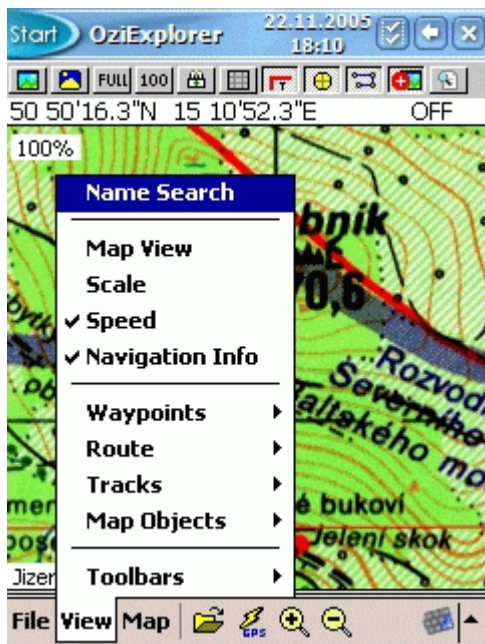 Start OziExplorer 22.11.2005
18:10
FULL 100
50 50'16.3"N 15 10'52.3"E OFF
100%
Name Search
bník
70,6
Map View
Scale
Speed
Navigation Info
Rozvod
Severního
altského mo
Waypoints
Route
Tracks
Map Objects
é bukoví
Jelení skok
Toolbars
Jizer
File View Map GPS